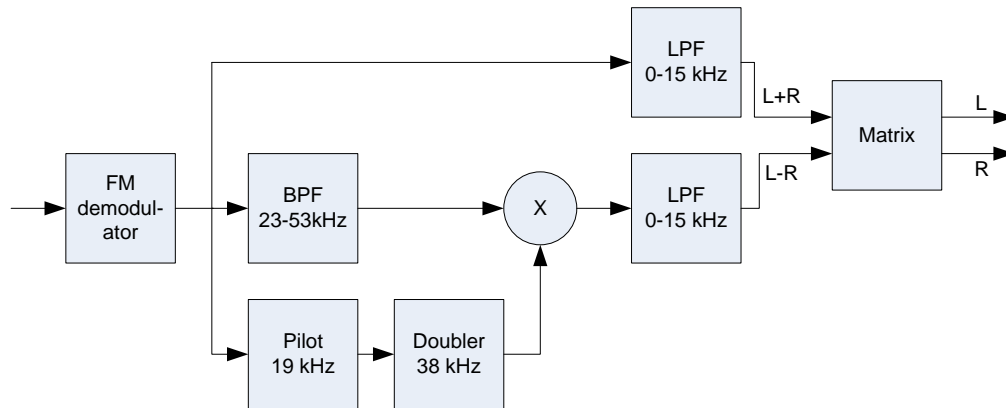 LPF
0-15 kHz
L+R
L
Matrix
R
FM
demodul-
ator
BPF
23-53kHz
X
LPF
0-15 kHz
L-R
Pilot
19 kHz
Doubler
38 kHz